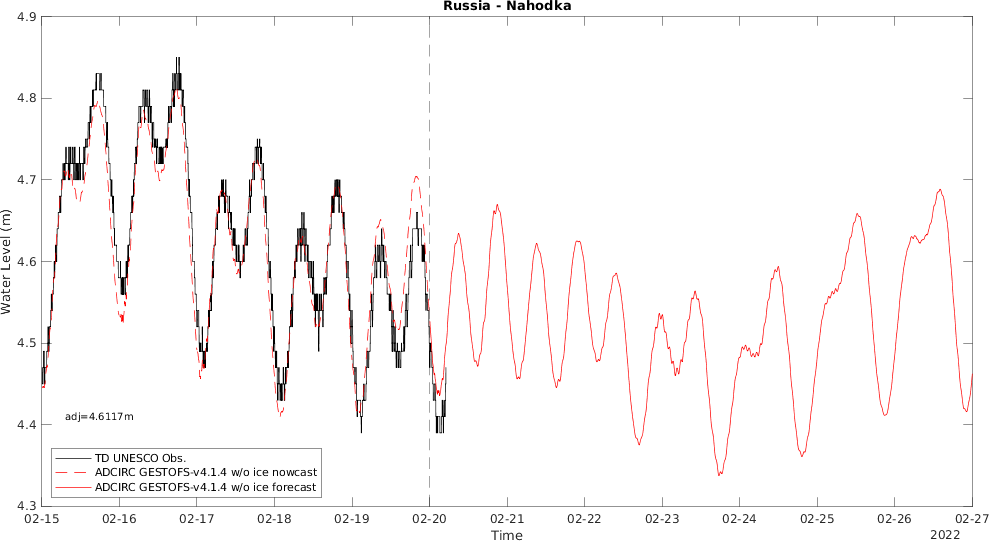 Russia - Nahodka
Water Level (m)
4.9
4.8
4.7
4.6
4.5
4.4
4.3
adj=4.6117m
TD UNESCO Obs.
ADCIRC GESTOFS-v4.1.4 w/o ice nowcast
ADCIRC GESTOFS-v4.1.4 w/o ice forecast
02-15 02-16 02-17 02-18 02-19 02-20 02-21 02-22 02-23 02-24 02-25 02-26 02-27
Time
2022